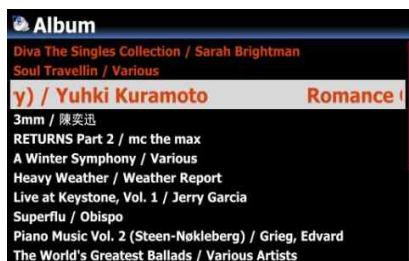 Album
Diva The Singles Collection / Sarah Brightman
Soul Travellin / Various
y) / Yuhki Kuramoto Romance
3mm / 陳奕迅
RETURNS Part 2 / mc the max
A Winter Symphony / Various
Heavy Weather / Weather Report
Live at Keystone, Vol. 1 / Jerry Garcia
Superflu / Obispo
Piano Music Vol. 2 (Steen-Nøkleberg) / Grieg, Edvard
The World's Greatest Ballads / Various Artists